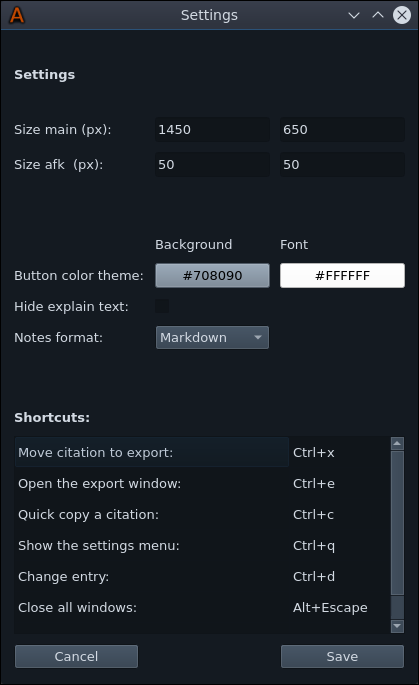 Settings
Settings
Size main (px): 1450 650
Size afk (px): 50 50
Background Font
Button color theme: #708090 #FFFFFF
Hide explain text:
Notes format: Markdown
Shortcuts:
Move citation to export: Ctrl+x
Open the export window: Ctrl+e
Quick copy a citation: Ctrl+c
Show the settings menu: Ctrl+q
Change entry: Ctrl+d
Close all windows: Alt+Escape
Cancel Save